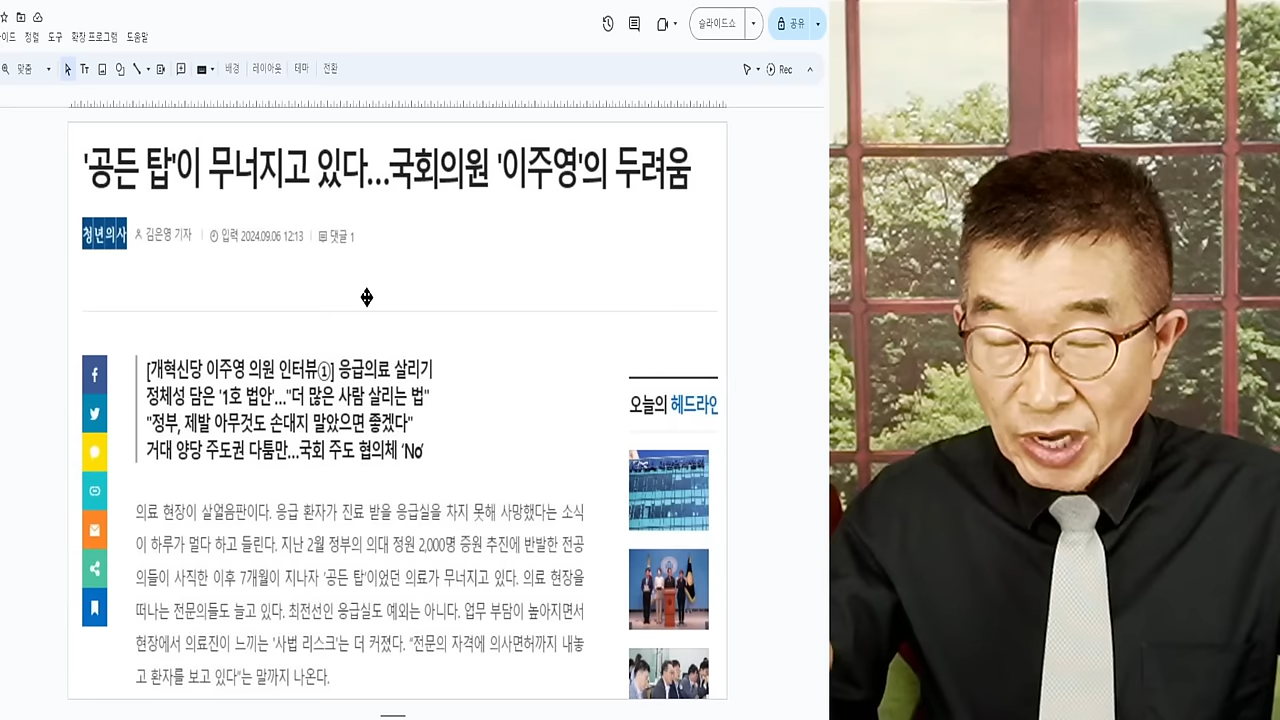 이드 정렬 도구 확장 프로그램 도움말
슬라이드쇼
공유
맞춤
배경 레이아웃 테마 전환
Rec
'공든 탑'이 무너지고 있다...국회의원 '이주영'의 두려움
청년의사 김은영 기자 입력 2024.09.06 12:13 댓글 1
[개혁신당 이주영 의원 인터뷰①] 응급의료 살리기
정체성 담은 '1호 법안'..."더 많은 사람 살리는 법"
"정부, 제발 아무것도 손대지 말았으면 좋겠다"
거대 양당 주도권 다툼만...국회 주도 협의체 'No'
오늘의 헤드라인
의료 현장이 살얼음판이다. 응급 환자가 진료 받을 응급실을 차지 못해 사망했다는 소식
이 하루가 멀다 하고 들린다. 지난 2월 정부의 의대 정원 2,000명 증원 추진에 반발한 전공
의들이 사직한 이후 7개월이 지나자 '공든 탑'이었던 의료가 무너지고 있다. 의료 현장을
떠나는 전문의들도 늘고 있다. 최전선인 응급실도 예외는 아니다. 업무 부담이 높아지면서
현장에서 의료진이 느끼는 '사법 리스크'는 더 커졌다. "전문의 자격에 의사면허까지 내놓
고 환자를 보고 있다"는 말까지 나온다.